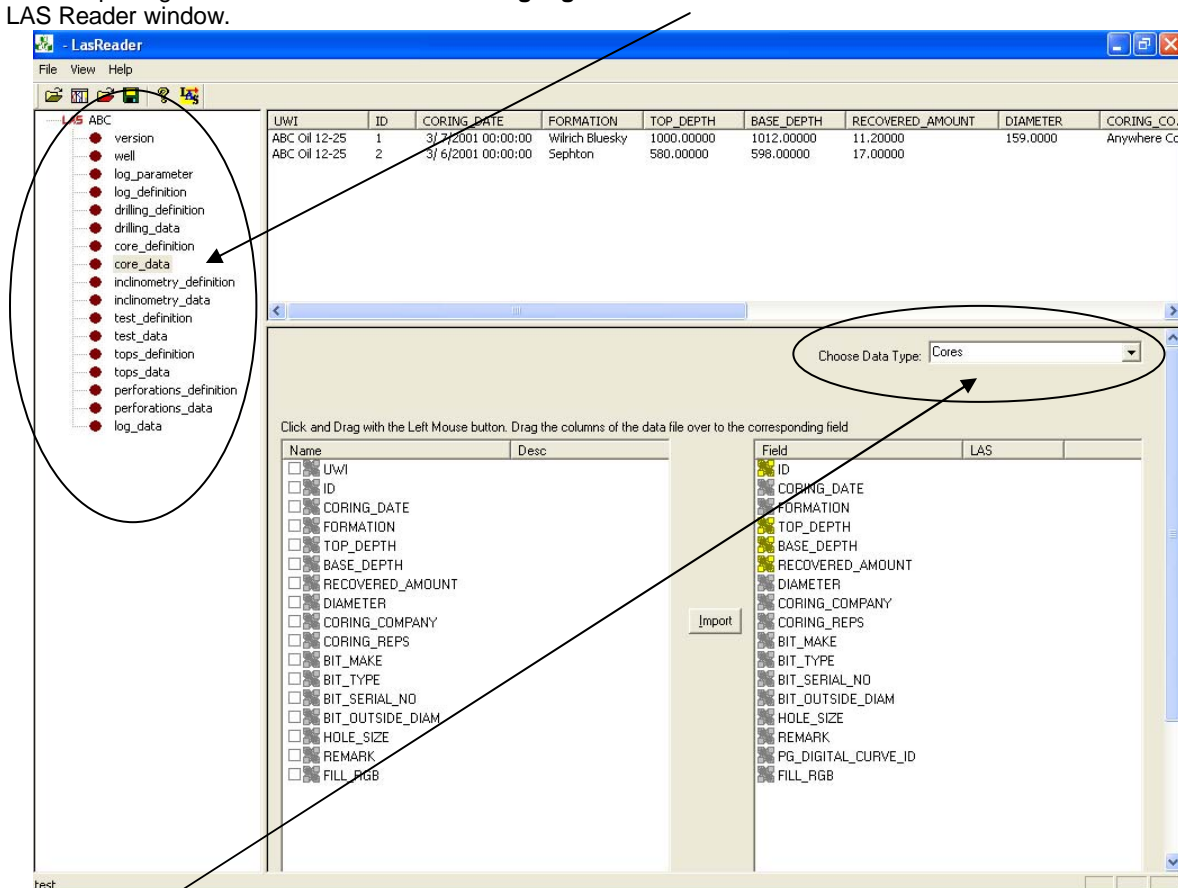 LAS Reader window.
- LasReader
File View Help
LAS ABC
version
well
log_parameter
log_definition
drilling_definition
drilling_data
core_definition
core_data
inclinometry_definition
inclinometry_data
test_definition
test_data
tops_definition
tops_data
perforations_definition
perforations_data
log_data
UWI ID CORING_DATE FORMATION TOP_DEPTH BASE_DEPTH RECOVERED_AMOUNT DIAMETER CORING_CO...
ABC Oil 12-25 1 3/ 7/2001 00:00:00 Wilrich Bluesky 1000.00000 1012.00000 11.20000 159.0000 Anywhere Co
ABC Oil 12-25 2 3/ 6/2001 00:00:00 Sephton 580.00000 598.00000 17.00000
Choose Data Type: Cores
Click and Drag with the Left Mouse button. Drag the columns of the data file over to the corresponding field
Name Desc
UWI
ID
CORING_DATE
FORMATION
TOP_DEPTH
BASE_DEPTH
RECOVERED_AMOUNT
DIAMETER
CORING_COMPANY
CORING_REPS
BIT_MAKE
BIT_TYPE
BIT_SERIAL_NO
BIT_OUTSIDE_DIAM
HOLE_SIZE
REMARK
FILL_RGB
Import
Field LAS
ID
CORING_DATE
FORMATION
TOP_DEPTH
BASE_DEPTH
RECOVERED_AMOUNT
DIAMETER
CORING_COMPANY
CORING_REPS
BIT_MAKE
BIT_TYPE
BIT_SERIAL_NO
BIT_OUTSIDE_DIAM
HOLE_SIZE
REMARK
PG_DIGITAL_CURVE_ID
FILL_RGB
test